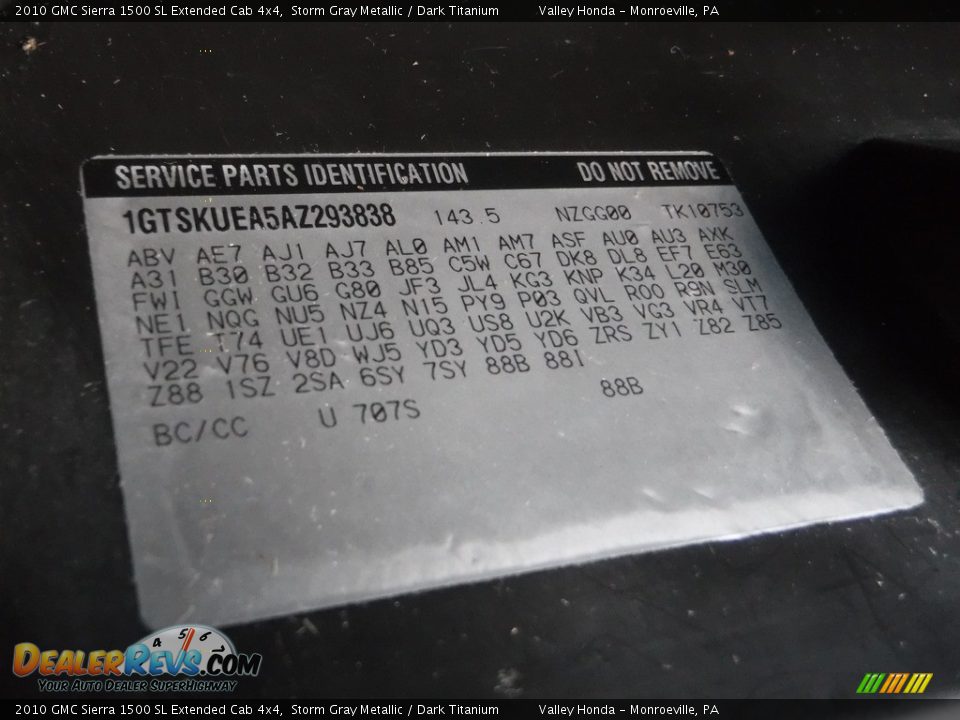 2010 GMC Sierra 1500 SL Extended Cab 4x4, Storm Gray Metallic / Dark Titanium Valley Honda - Monroeville, PA
SERVICE PARTS IDENTIFICATION DO NOT REMOVE
1GTSKUEA5AZ293838 143.5 NZGG00 TK10753
ABV AE7 AJ1 AJ7 AL0 AM1 AM7 ASF AU0 AU3 AXK
A31 B30 B32 B33 B85 C5W C67 DK8 DL8 EF7 E63
FWI GGW GU6 G80 JF3 JL4 KG3 KNP K34 L20 M30
NE1 NQG NU5 NZ4 N15 PY9 P03 QVL ROO R9N SLM
TFE T74 UE1 UJ6 UQ3 US8 U2K VB3 VG3 VR4 VT7
V22 V76 V8D WJ5 YD3 YD5 YD6 ZRS ZY1 Z82 Z85
Z88 1SZ 2SA 6SY 7SY 88B 88I
88B
BC/CC U 707S
4 5 6
DealerRevs.com
Your Auto Dealer SuperHighway
2010 GMC Sierra 1500 SL Extended Cab 4x4, Storm Gray Metallic / Dark Titanium Valley Honda - Monroeville, PA